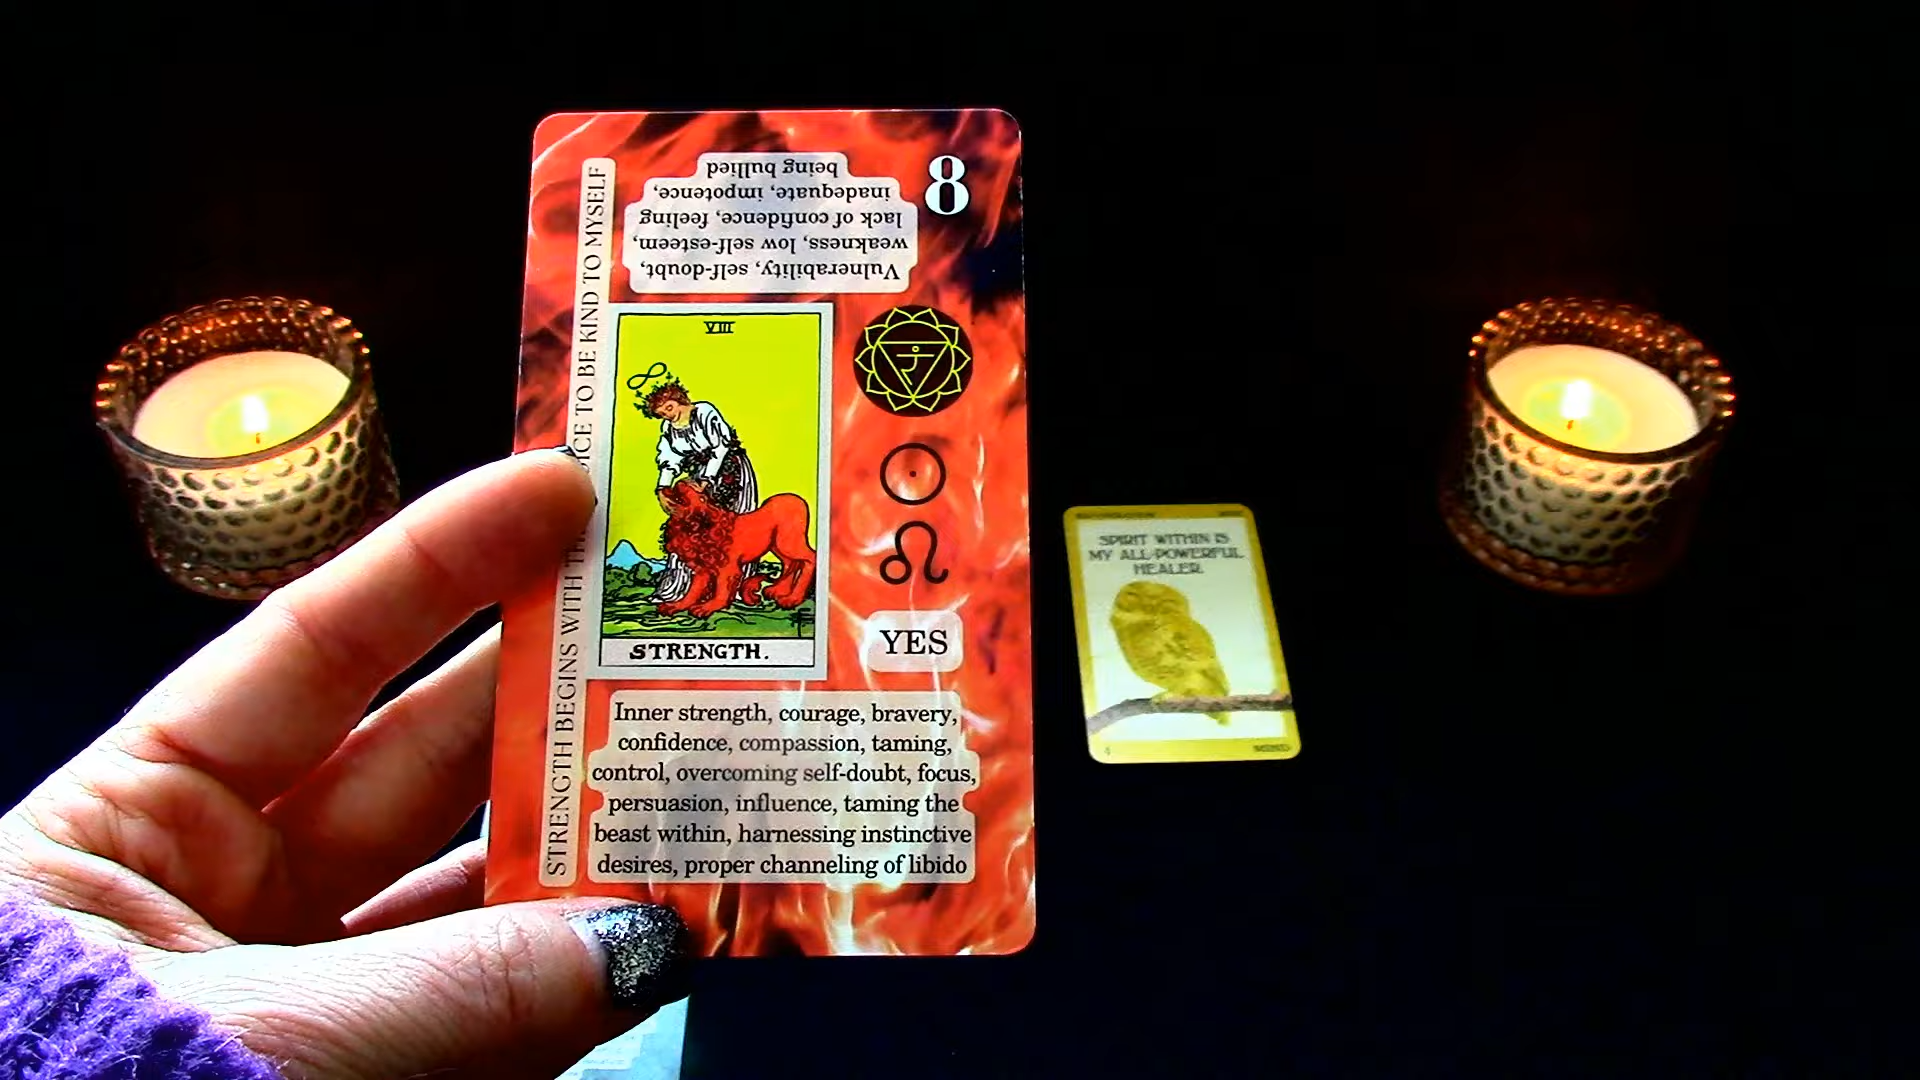 8
Vulnerability, self-doubt,
weakness, low self-esteem,
lack of confidence, feeling
inadequate, impotence,
being bullied
STRENGTH BEGINS WITH TH OICE TO BE KIND TO MYSELF
VIII
STRENGTH.
YES
Inner strength, courage, bravery,
confidence, compassion, taming,
control, overcoming self-doubt, focus,
persuasion, influence, taming the
beast within, harnessing instinctive
desires, proper channeling of libido
SPIRIT WITHIN IS
MY ALL-POWERFUL
HEALER.
4
MIND